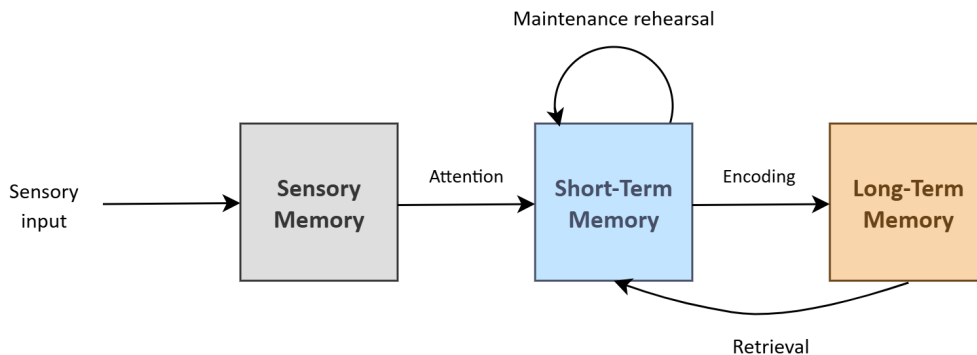 Maintenance rehearsal
Sensory
input
Sensory
Memory
Attention
Short-Term
Memory
Encoding
Long-Term
Memory
Retrieval